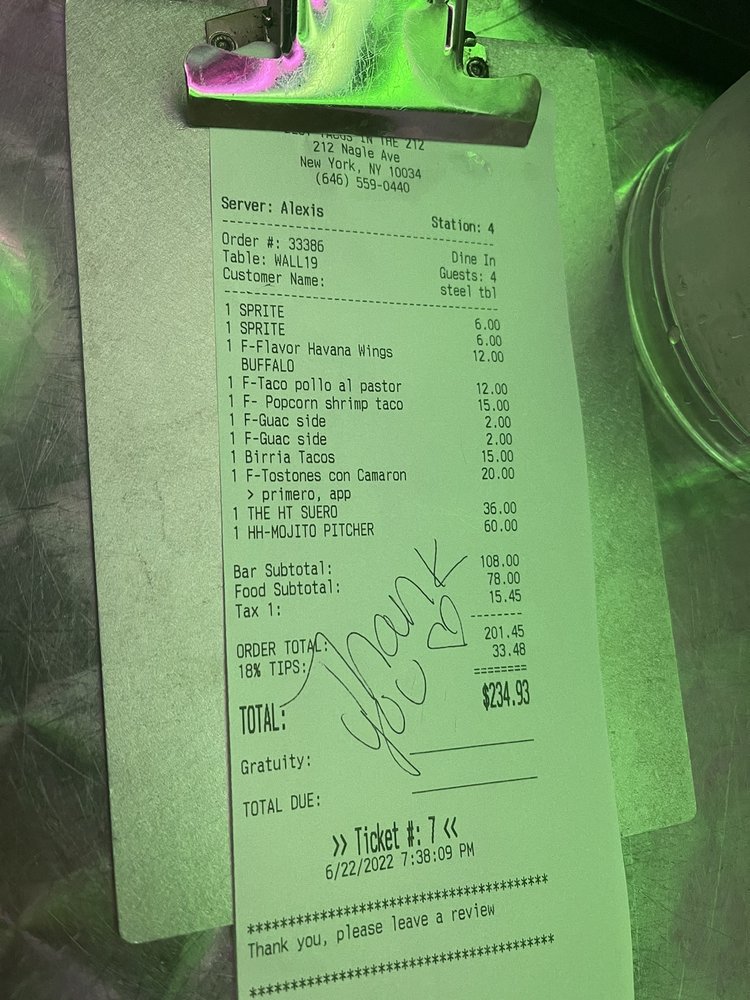 TACOS IN THE 212
212 Nagle Ave
New York, NY 10034
(646) 559-0440
Server: Alexis Station: 4
Order #: 33386 Dine In
Table: WALL19 Guests: 4
Customer Name: steel tbl
1 SPRITE 6.00
1 SPRITE 6.00
1 F-Flavor Havana Wings 12.00
BUFFALO
1 F-Taco pollo al pastor 12.00
1 F- Popcorn shrimp taco 15.00
1 F-Guac side 2.00
1 F-Guac side 2.00
1 Birria Tacos 15.00
1 F-Tostones con Camaron 20.00
> primero, app
1 THE HT SUERO 36.00
1 HH-MOJITO PITCHER 60.00
Bar Subtotal: 108.00
Food Subtotal: 78.00
Tax 1: 15.45
ORDER TOTAL: 201.45
18% TIPS: 33.48
TOTAL: $234.93
Thank
you
Gratuity:
TOTAL DUE:
>> Ticket #: 7 <<
6/22/2022 7:38:09 PM
****************************************
Thank you, please leave a review
****************************************